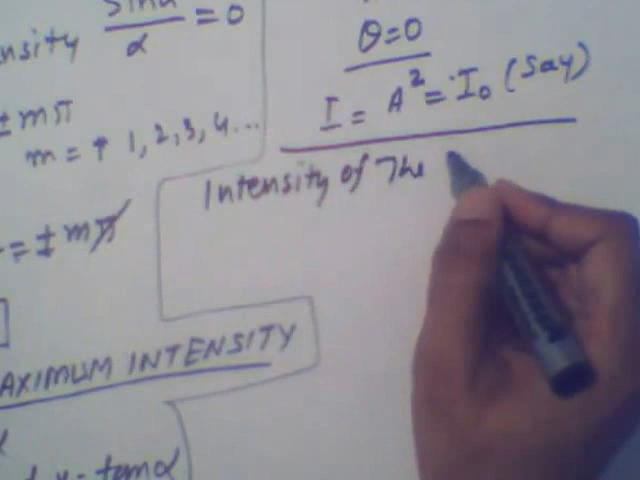 sinα
nsity ---- = 0
α
± mπ
m = ± 1, 2, 3, 4...
= ± mπ
AXIMUM INTENSITY
y = tanα
θ=0
I = A² = I₀ (Say)
Intensity of The